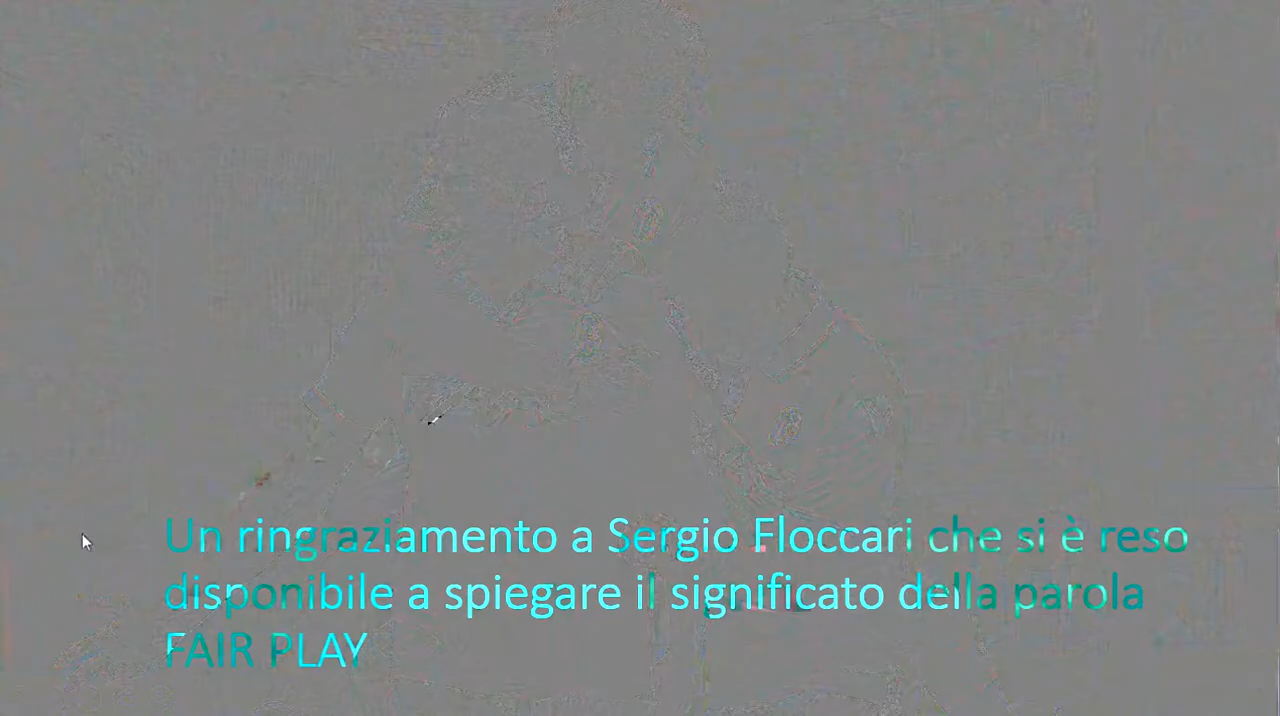 Un ringraziamento a Sergio Floccari che si è reso
disponibile a spiegare il significato della parola
FAIR PLAY